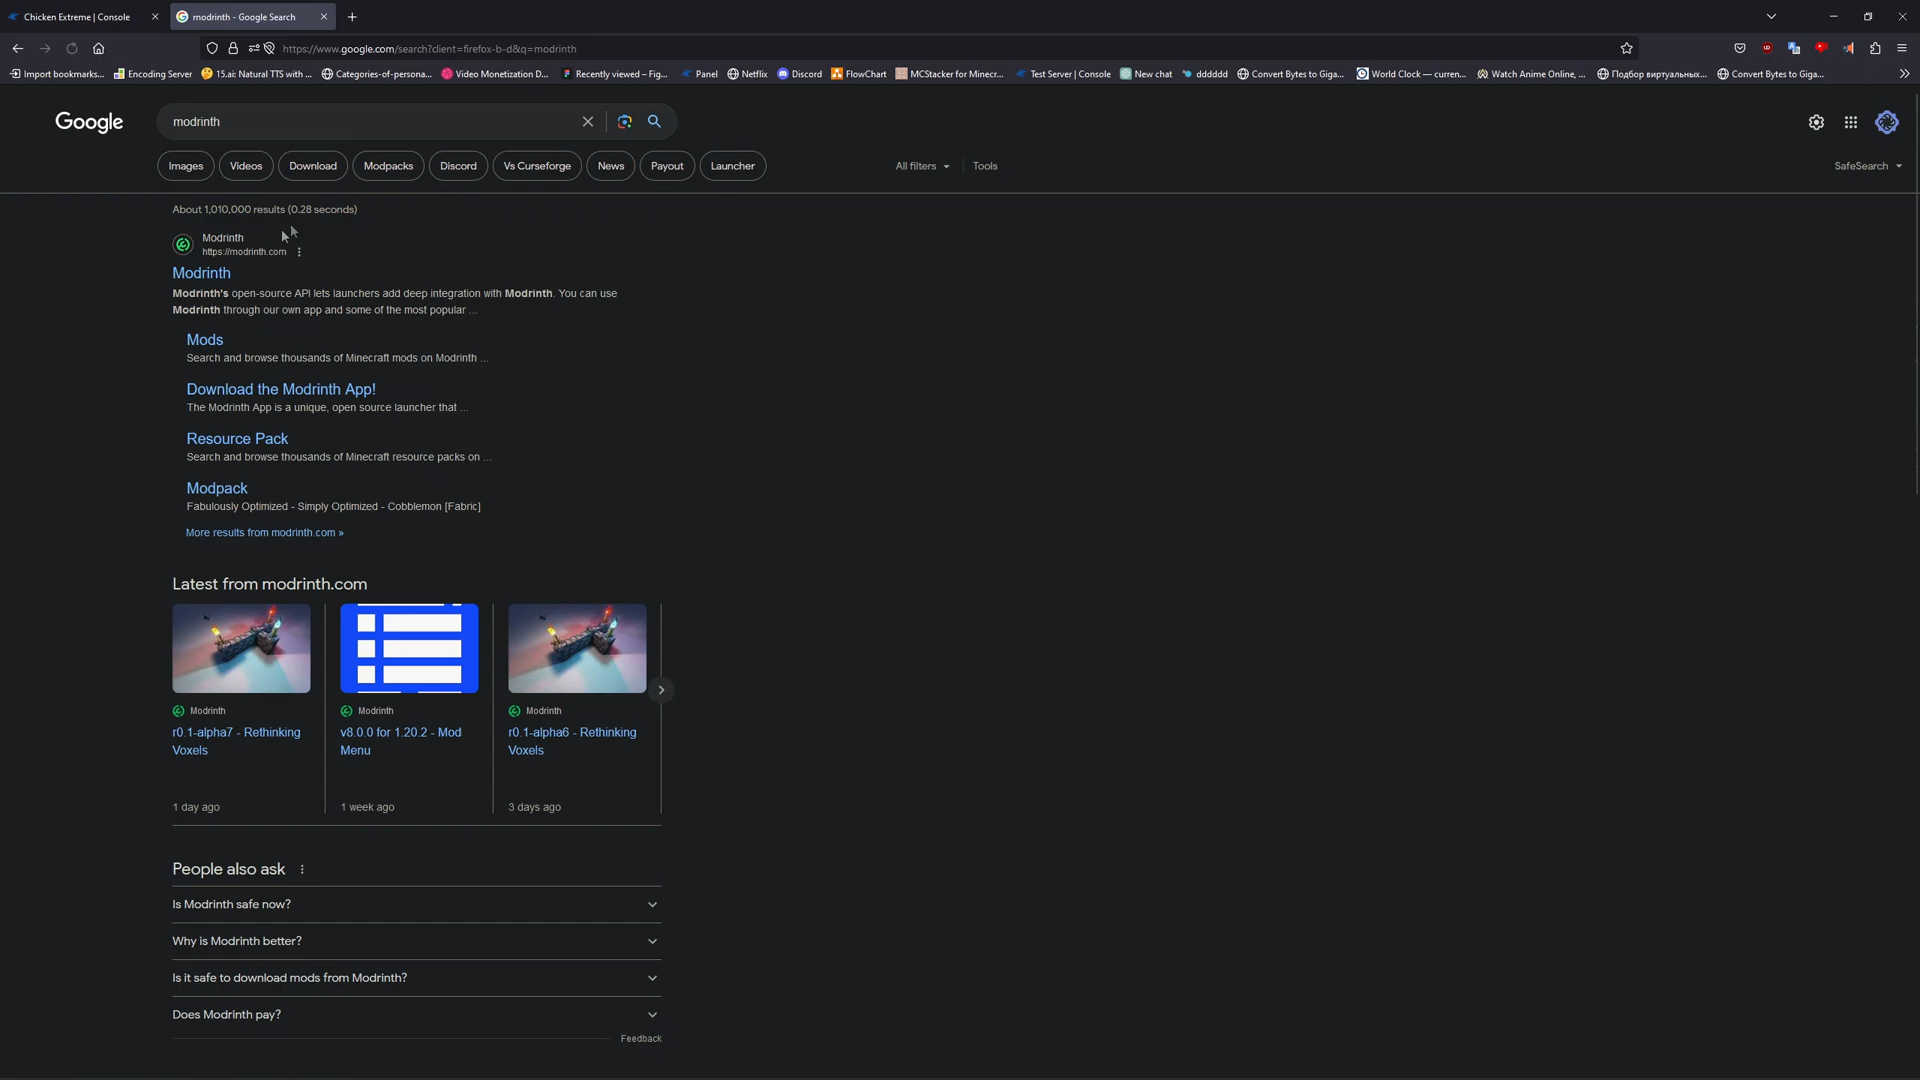 Chicken Extreme | Console
modrinth - Google Search
https://www.google.com/search?client=firefox-b-d&q=modrinth
Import bookmarks...
Encoding Server
15.ai: Natural TTS with ...
Categories-of-persona...
Video Monetization D...
Recently viewed – Fig...
Panel
Netflix
Discord
FlowChart
MCStacker for Minecr...
Test Server | Console
New chat
dddddd
Convert Bytes to Giga...
World Clock — curren...
Watch Anime Online, ...
Подбор виртуальных...
Convert Bytes to Giga...
Google
modrinth
Images
Videos
Download
Modpacks
Discord
Vs Curseforge
News
Payout
Launcher
All filters
Tools
SafeSearch
About 1,010,000 results (0.28 seconds)
Modrinth
https://modrinth.com
Modrinth
Modrinth's open-source API lets launchers add deep integration with Modrinth. You can use
Modrinth through our own app and some of the most popular ...
Mods
Search and browse thousands of Minecraft mods on Modrinth ...
Download the Modrinth App!
The Modrinth App is a unique, open source launcher that ...
Resource Pack
Search and browse thousands of Minecraft resource packs on ...
Modpack
Fabulously Optimized - Simply Optimized - Cobblemon [Fabric]
More results from modrinth.com »
Latest from modrinth.com
Modrinth
r0.1-alpha7 - Rethinking
Voxels
1 day ago
Modrinth
v8.0.0 for 1.20.2 - Mod
Menu
1 week ago
Modrinth
r0.1-alpha6 - Rethinking
Voxels
3 days ago
People also ask
Is Modrinth safe now?
Why is Modrinth better?
Is it safe to download mods from Modrinth?
Does Modrinth pay?
Feedback